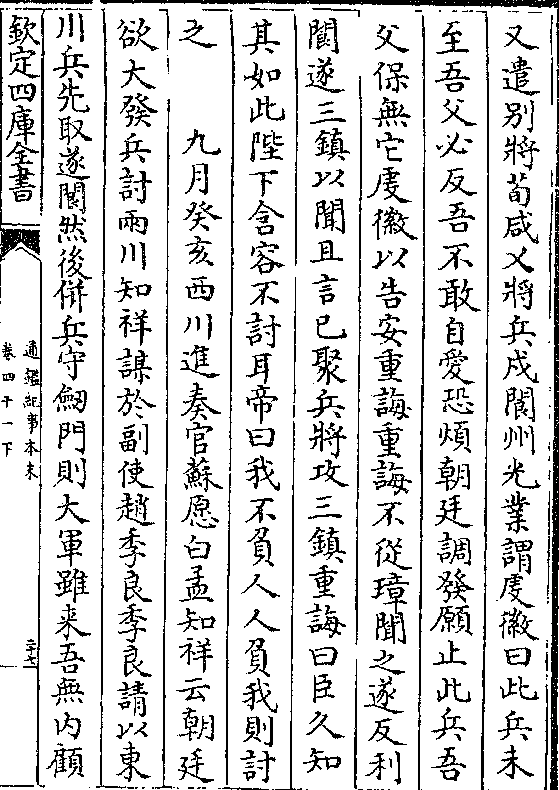 又遣別將荀咸乂將兵戍閬州光業謂虔徽曰此兵未
至吾父必反吾不敢自愛恐煩朝廷調發願止此兵吾
父保無它虔徽以告安重誨重誨不從璋聞之遂反利
閬遂三鎮以聞且言已聚兵將攻三鎮重誨曰臣久知
其如此陛下含容不討耳帝曰我不負人人負我則討
之　九月癸亥西川進奏官蘇愿白孟知祥云朝廷
欲大發兵討兩川知祥謀於副使趙季良季良請以東
川兵先取遂閬然後併兵守劒門則大軍雖来吾無内顧
欽定四庫全書
通鑑紀事本末
卷四十一下
三十七